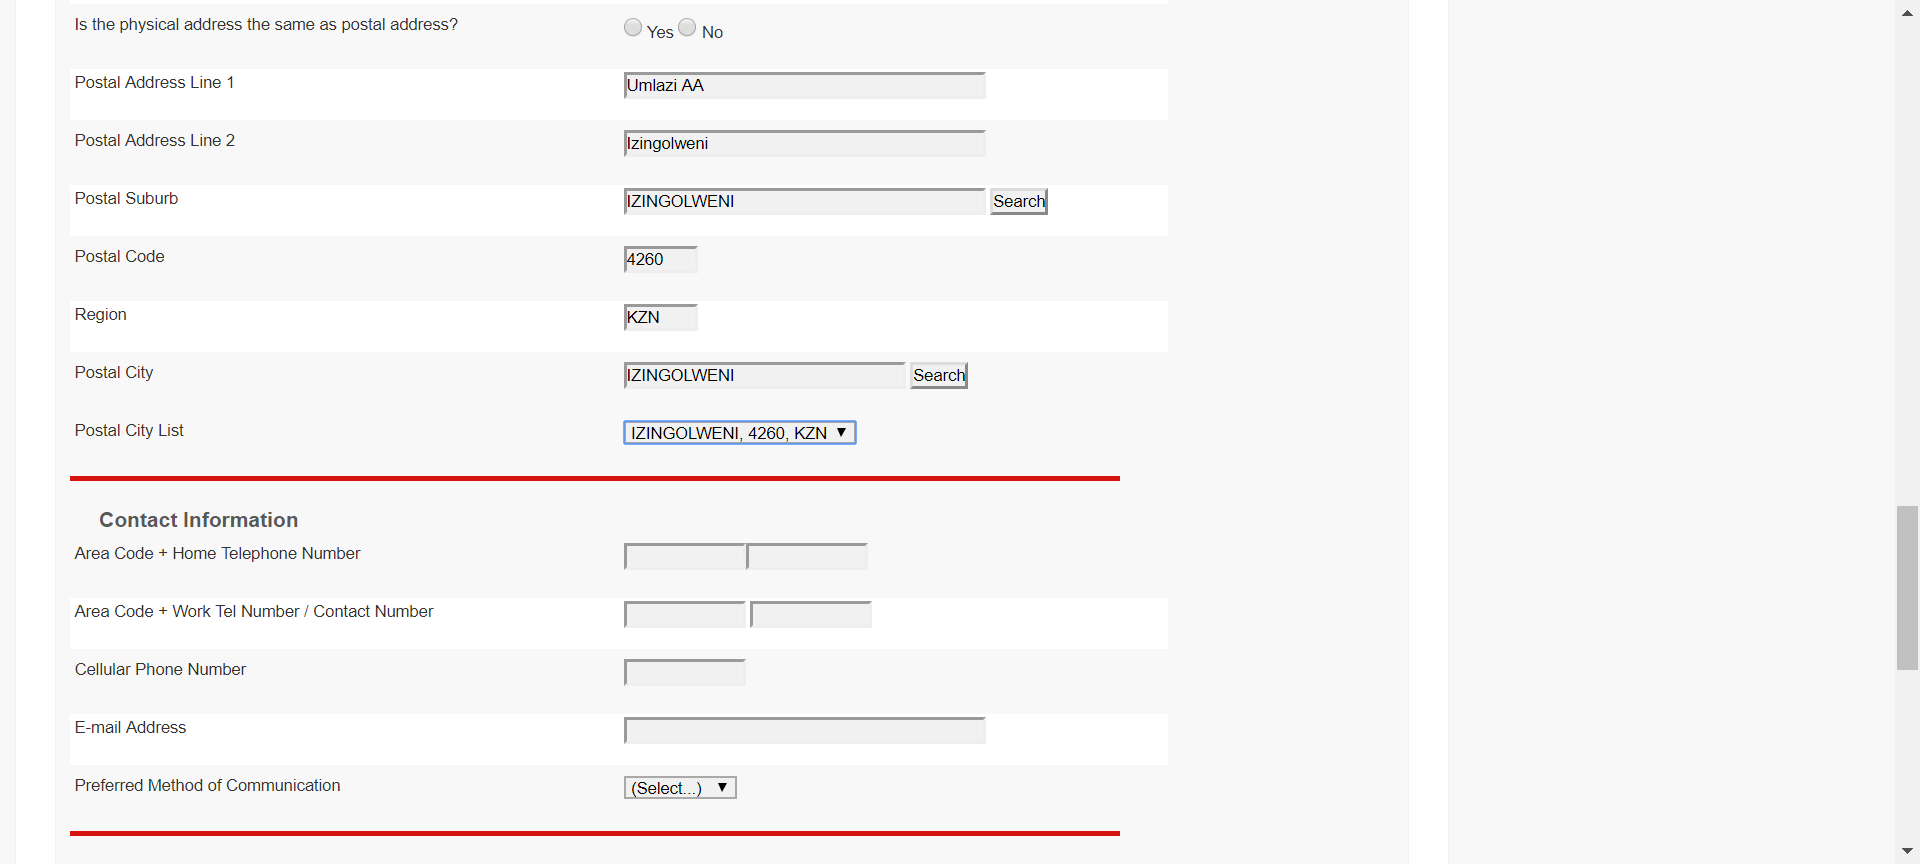 Is the physical address the same as postal address? Yes No
Postal Address Line 1 Umlazi AA
Postal Address Line 2 Izingolweni
Postal Suburb IZINGOLWENI Search
Postal Code 4260
Region KZN
Postal City IZINGOLWENI Search
Postal City List IZINGOLWENI, 4260, KZN
Contact Information
Area Code + Home Telephone Number
Area Code + Work Tel Number / Contact Number
Cellular Phone Number
E-mail Address
Preferred Method of Communication (Select...)